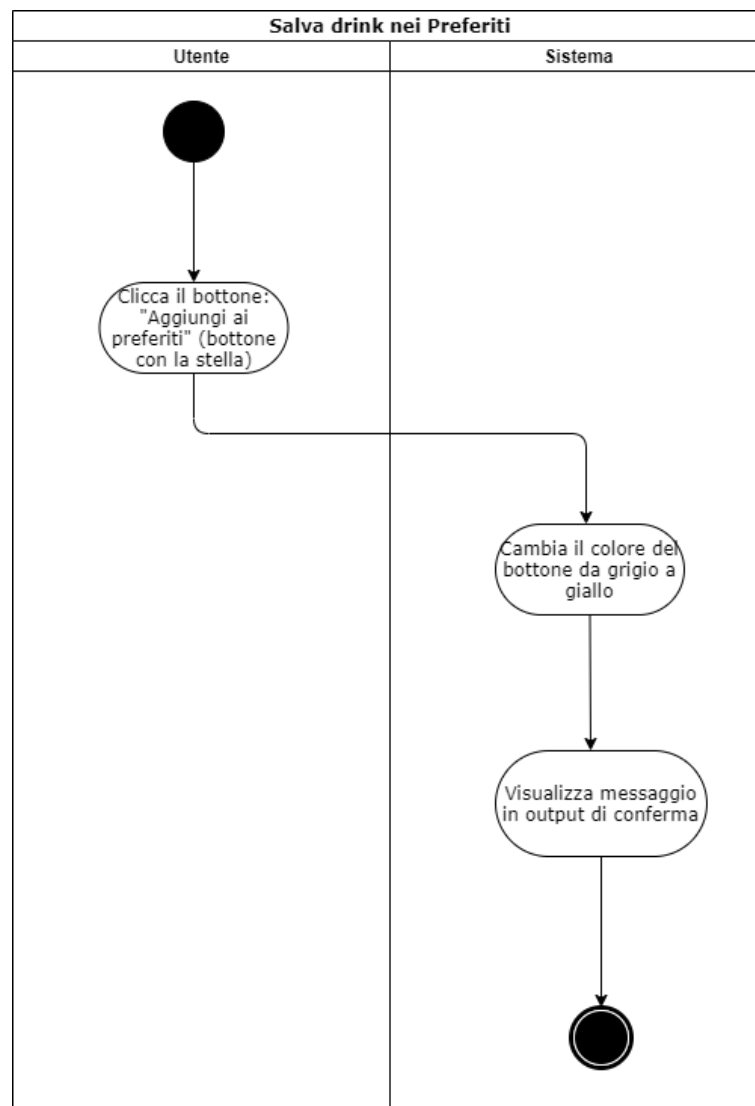 Salva drink nei Preferiti
Utente
Sistema
Clicca il bottone:
"Aggiungi ai
preferiti" (bottone
con la stella)
Cambia il colore del
bottone da grigio a
giallo
Visualizza messaggio
in output di conferma